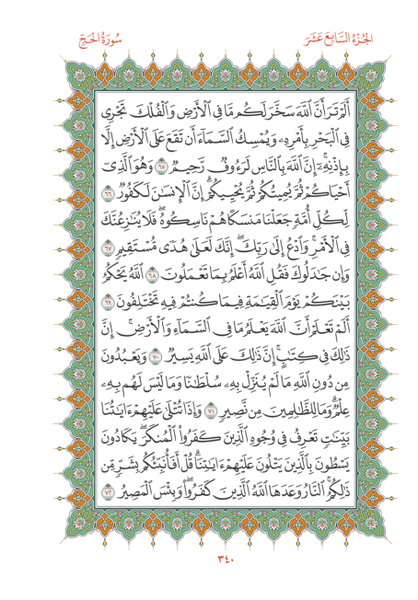 الجُزْءُ السَّابِعَ عَشَرَ
سُورَةُ الحَجِّ
أَلَمْ تَرَ أَنَّ ٱللَّهَ سَخَّرَ لَكُم مَّا فِى ٱلْأَرْضِ وَٱلْفُلْكَ تَجْرِى
فِى ٱلْبَحْرِ بِأَمْرِهِۦ وَيُمْسِكُ ٱلسَّمَآءَ أَن تَقَعَ عَلَى ٱلْأَرْضِ إِلَّا
بِإِذْنِهِۦٓ ۗ إِنَّ ٱللَّهَ بِٱلنَّاسِ لَرَءُوفٌ رَّحِيمٌ ٦٥ وَهُوَ ٱلَّذِىٓ
أَحْيَاكُمْ ثُمَّ يُمِيتُكُمْ ثُمَّ يُحْيِيكُمْ ۗ إِنَّ ٱلْإِنسَٰنَ لَكَفُورٌ ٦٦
لِّكُلِّ أُمَّةٍ جَعَلْنَا مَنسَكًا هُمْ نَاسِكُوهُ ۖ فَلَا يُنَٰزِعُنَّكَ
فِى ٱلْأَمْرِ ۚ وَٱدْعُ إِلَىٰ رَبِّكَ ۖ إِنَّكَ لَعَلَىٰ هُدًى مُّسْتَقِيمٍ ٦٧
وَإِن جَٰدَلُوكَ فَقُلِ ٱللَّهُ أَعْلَمُ بِمَا تَعْمَلُونَ ٦٨ ٱللَّهُ يَحْكُمُ
بَيْنَكُمْ يَوْمَ ٱلْقِيَٰمَةِ فِيمَا كُنتُمْ فِيهِ تَخْتَلِفُونَ ٦٩
أَلَمْ تَعْلَمْ أَنَّ ٱللَّهَ يَعْلَمُ مَا فِى ٱلسَّمَآءِ وَٱلْأَرْضِ ۗ إِنَّ
ذَٰلِكَ فِى كِتَٰبٍ ۚ إِنَّ ذَٰلِكَ عَلَى ٱللَّهِ يَسِيرٌ ٧٠ وَيَعْبُدُونَ
مِن دُونِ ٱللَّهِ مَا لَمْ يُنَزِّلْ بِهِۦ سُلْطَٰنًا وَمَا لَيْسَ لَهُم بِهِۦ
عِلْمٌ ۗ وَمَا لِلظَّٰلِمِينَ مِن نَّصِيرٍ ٧١ وَإِذَا تُتْلَىٰ عَلَيْهِمْ ءَايَٰتُنَا
بَيِّنَٰتٍ تَعْرِفُ فِى وُجُوهِ ٱلَّذِينَ كَفَرُوا۟ ٱلْمُنكَرَ ۖ يَكَادُونَ
يَسْطُونَ بِٱلَّذِينَ يَتْلُونَ عَلَيْهِمْ ءَايَٰتِنَا ۗ قُلْ أَفَأُنَبِّئُكُم بِشَرٍّ مِّن
ذَٰلِكُمُ ۗ ٱلنَّارُ وَعَدَهَا ٱللَّهُ ٱلَّذِينَ كَفَرُوا۟ ۖ وَبِئْسَ ٱلْمَصِيرُ ٧٢
٣٤٠